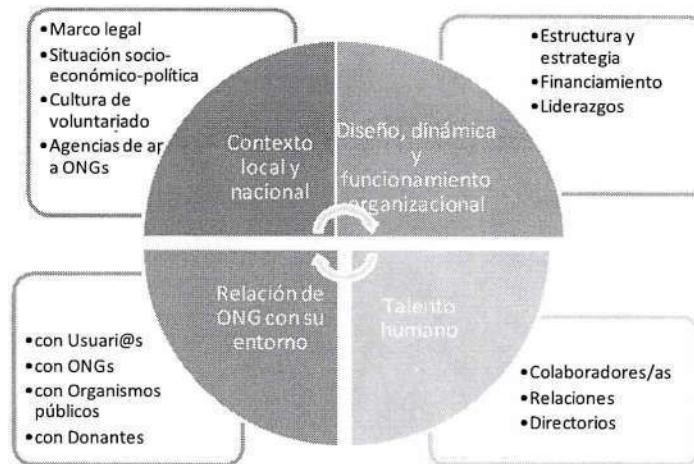 •Marco legal
•Situación socio-
económico-política
•Cultura de
voluntariado
•Agencias de
a ONGs
•Estructura y
estrategia
•Financiamiento
•Liderazgos
Contexto
local y
nacional
Diseño, dinámica
y
funcionamiento
organizacional
Relación de
ONG con su
entorno
Talento
humano
•con Usuari@s
•con ONGs
•con Organismos
públicos
•con Donantes
•Colaboradores/as
•Relaciones
•Directorios